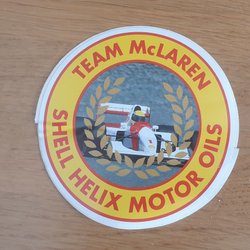 TEAM McLAREN
SHELL HELIX MOTOR OILS